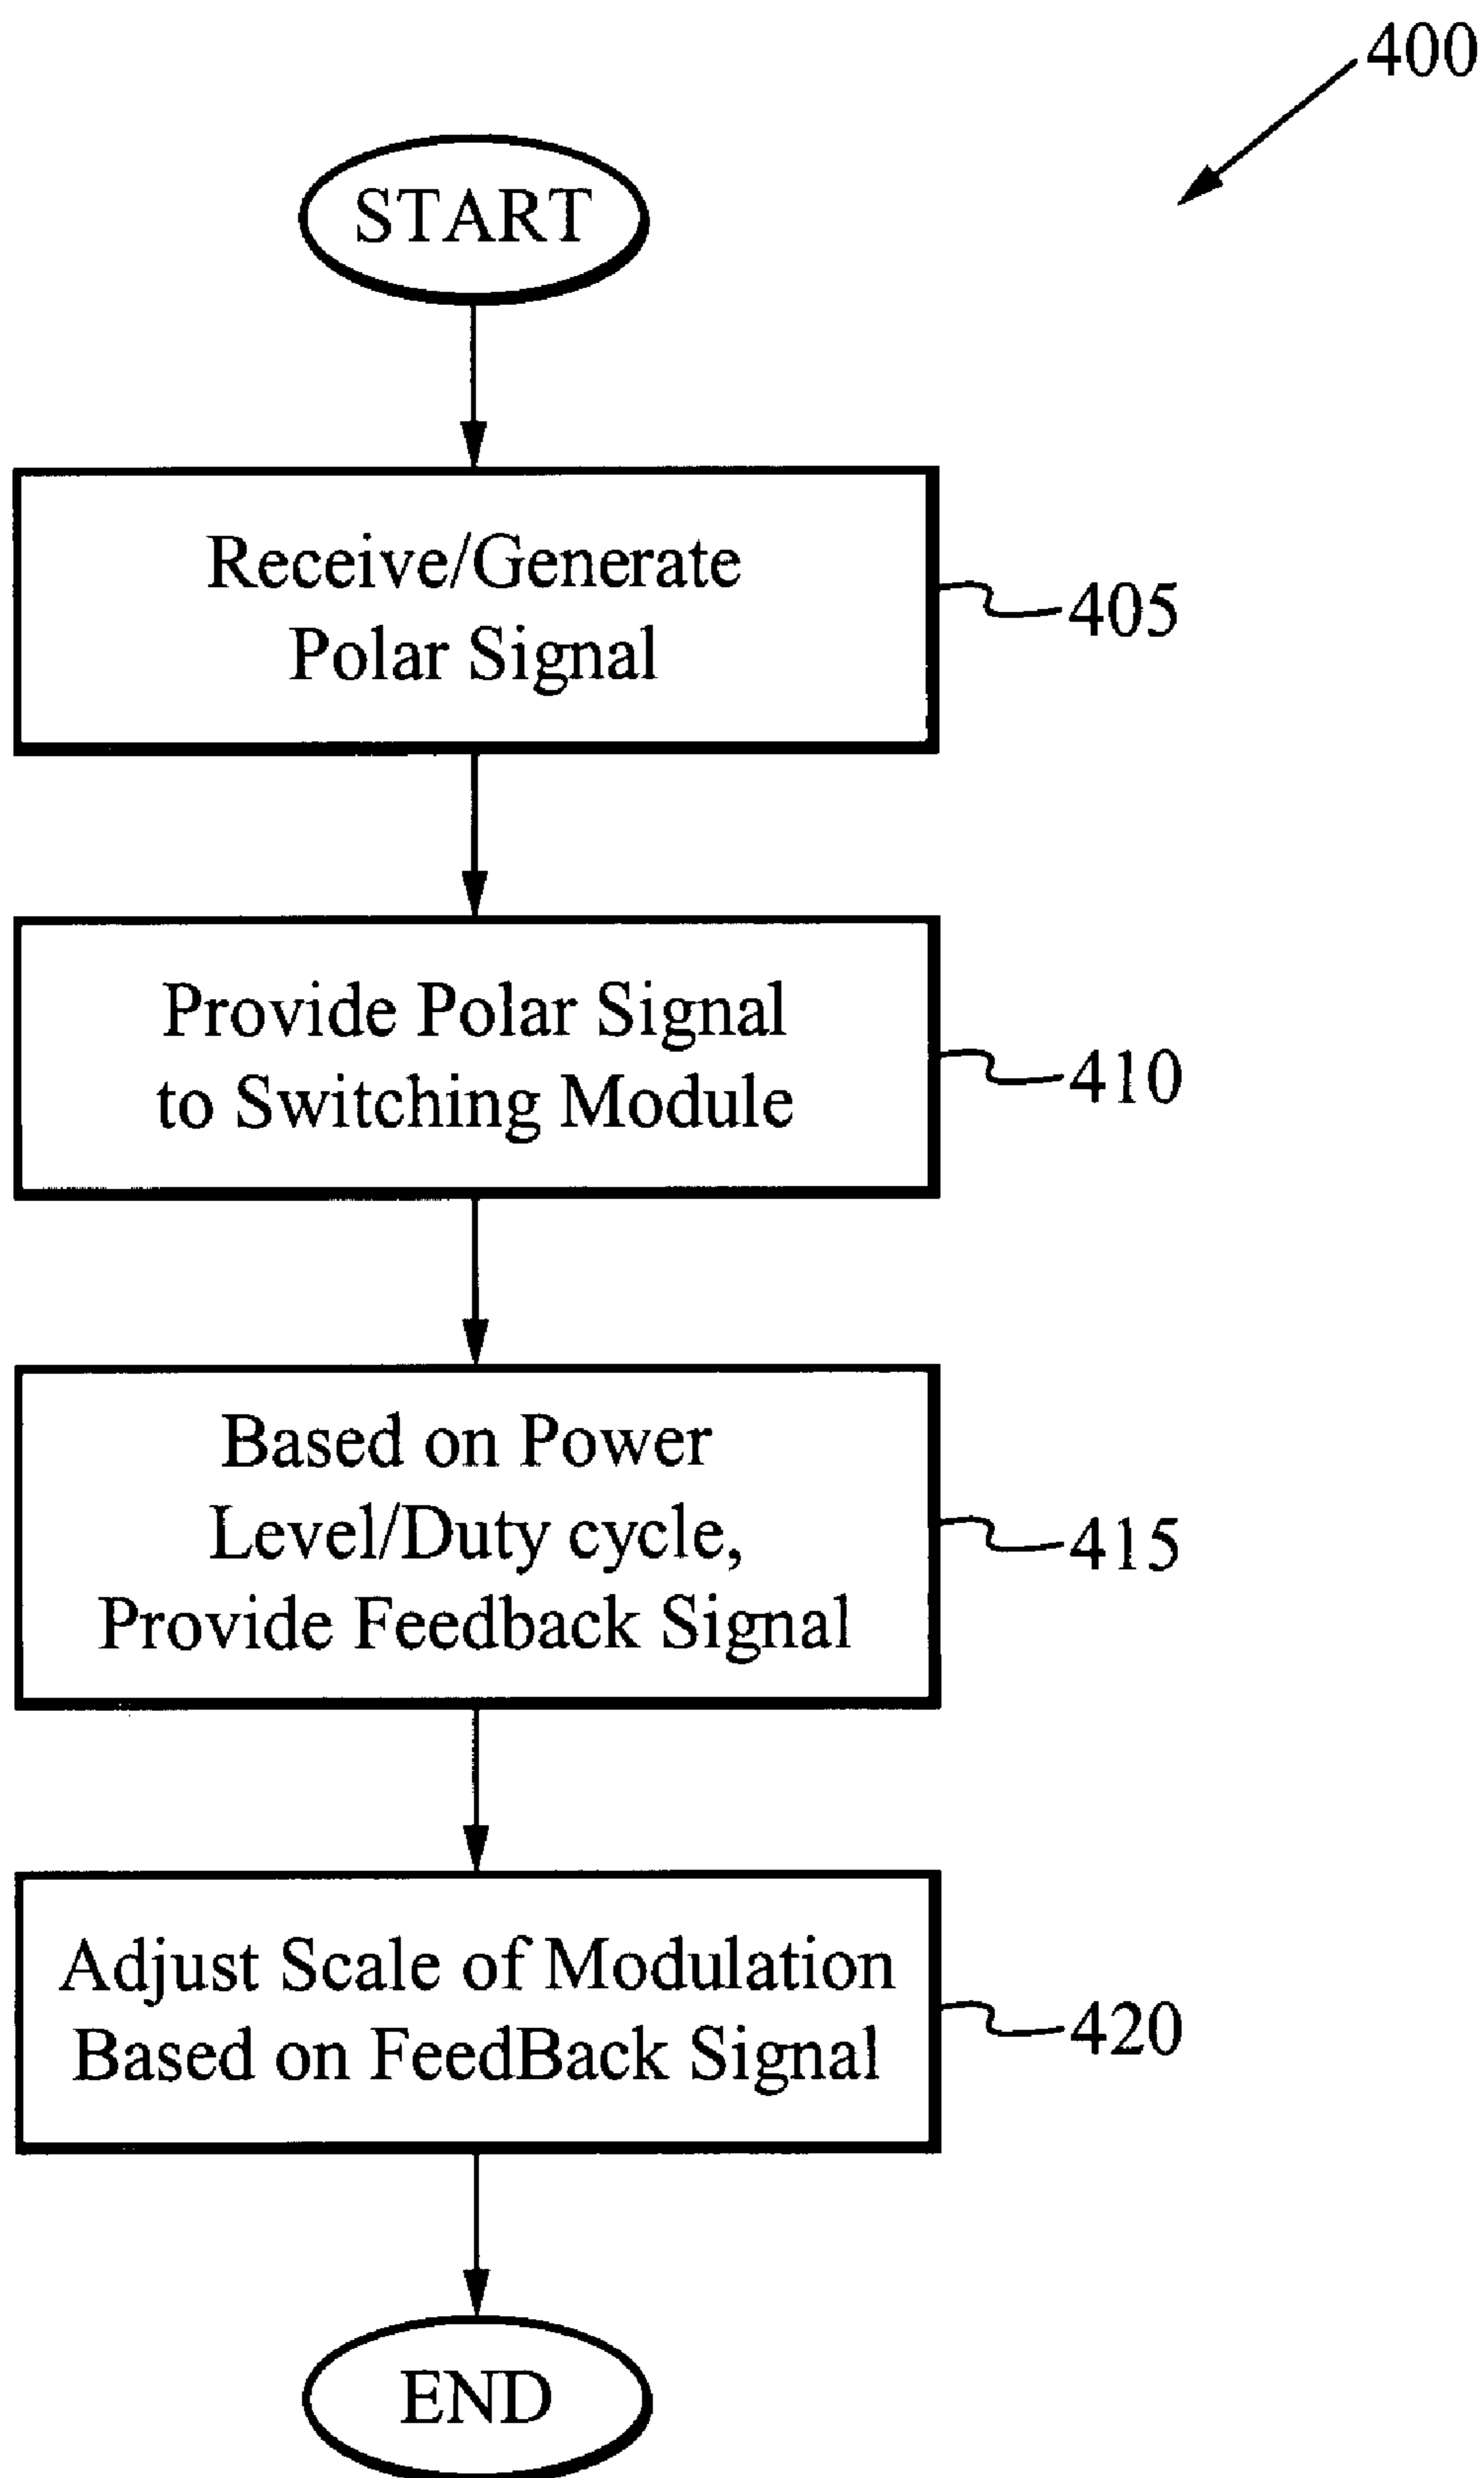 400
START
Receive/Generate
Polar Signal
405
Provide Polar Signal
to Switching Module
410
Based on Power
Level/Duty cycle,
Provide Feedback Signal
415
Adjust Scale of Modulation
Based on FeedBack Signal
420
END